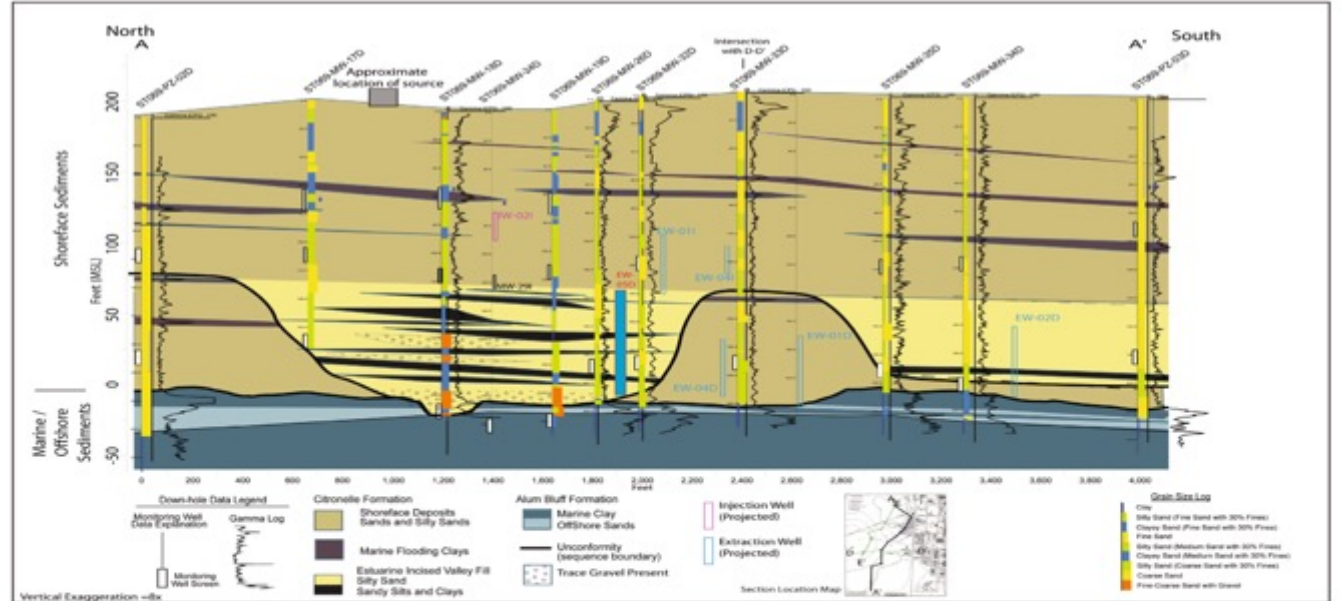 North
A
South
A'
Intersection
with D-D'
Approximate
location of source
ST069-PZ-02D
ST069-MW-17D
ST069-MW-18D
ST069-MW-24D
ST069-MW-19D
ST069-MW-26D
ST069-MW-32D
ST069-MW-33D
ST069-MW-34D
ST069-PZ-03D
Shoreface Sediments
Marine/
Offshore
Sediments
Feet (MSL)
200
150
100
50
0
-50
EW-01I
EW-04I
EW-
05D
EW-02D
EW-01D
EW-04D
0
200
400
600
800
1,000
1,200
1,400
1,600
1,800
2,000
2,200
2,400
2,600
2,800
3,000
3,200
3,400
3,600
3,800
4,000
Feet
Down-hole Data Legend
Monitoring Well
Data Explanation
Gamma Log
Monitoring
Well Screen
Vertical Exaggeration ~8x
Citronelle Formation
Shoreface Deposits
Sands and Silly Sands
Marine Flooding Clays
Estuarine Incised Valley Fill
Silty Sand
Sandy Silts and Clays
Alum Bluff Formation
Marine Clay
OffShore Sands
Unconformity
(sequence boundary)
Trace Gravel Present
Injection Well
(Projected)
Extraction Well
(Projected)
Section Location Map
Grain Size Log
Clay
Silty Sand (Fine Sand with 30% Fines)
Clayey Sand (Fine Sand with 30% Fines)
Fine Sand
Silty Sand (Medium Sand with 30% Fines)
Clayey Sand (Medium Sand with 30% Fines)
Silty Sand (Coarse Sand with 30% Fines)
Coarse Sand
Fine-Coarse Sand with Gravel